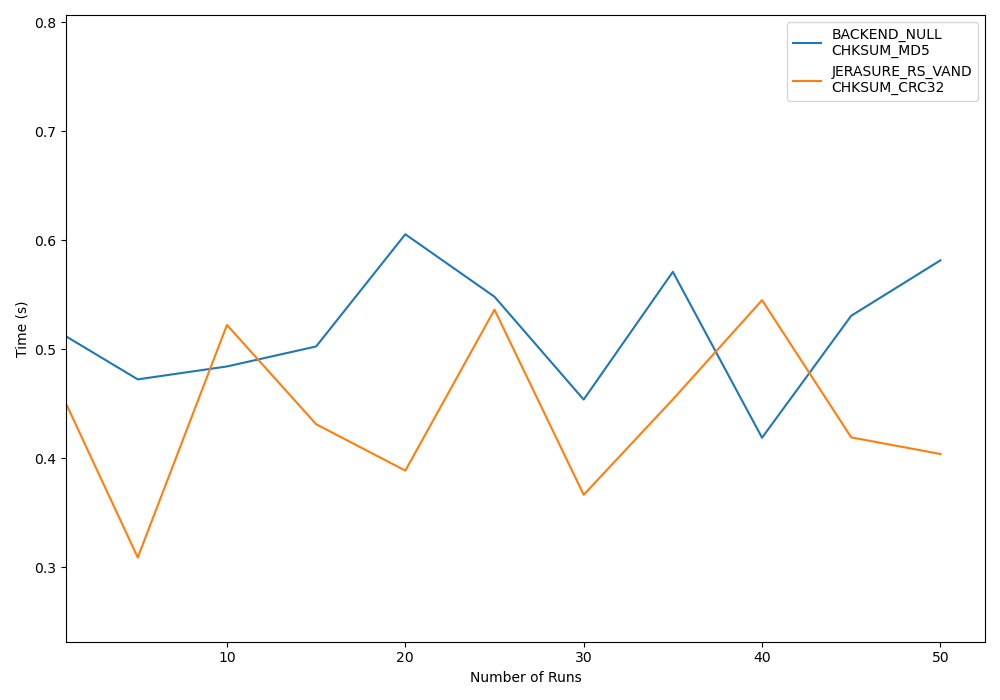 0.8
0.7
0.6
0.5
0.4
0.3
Time (s)
10 20 30 40 50
Number of Runs
BACKEND_NULL
CHKSUM_MD5
JERASURE_RS_VAND
CHKSUM_CRC32